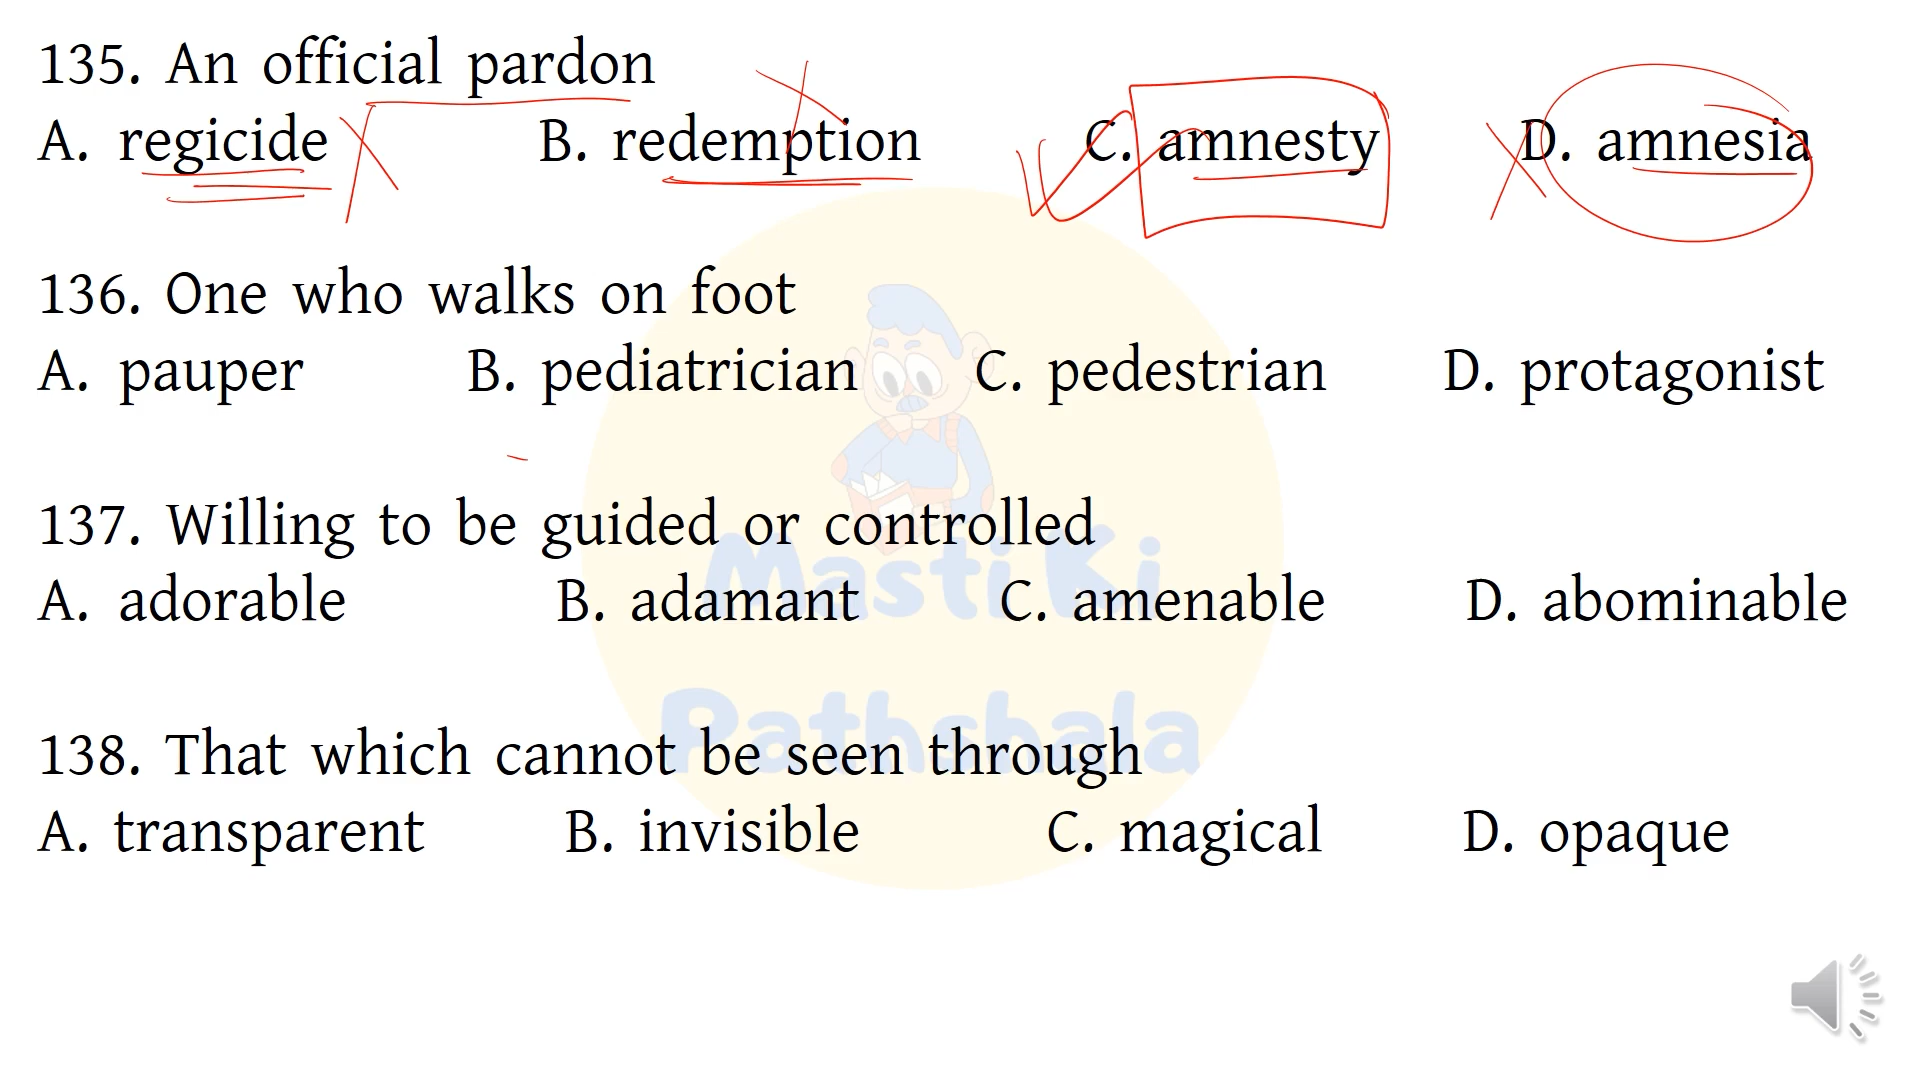 135. An official pardon
A. regicide B. redemption C. amnesty D. amnesia
136. One who walks on foot
A. pauper B. pediatrician C. pedestrian D. protagonist
137. Willing to be guided or controlled
A. adorable B. adamant C. amenable D. abominable
138. That which cannot be seen through
A. transparent B. invisible C. magical D. opaque
Masti Ki
Pathshala